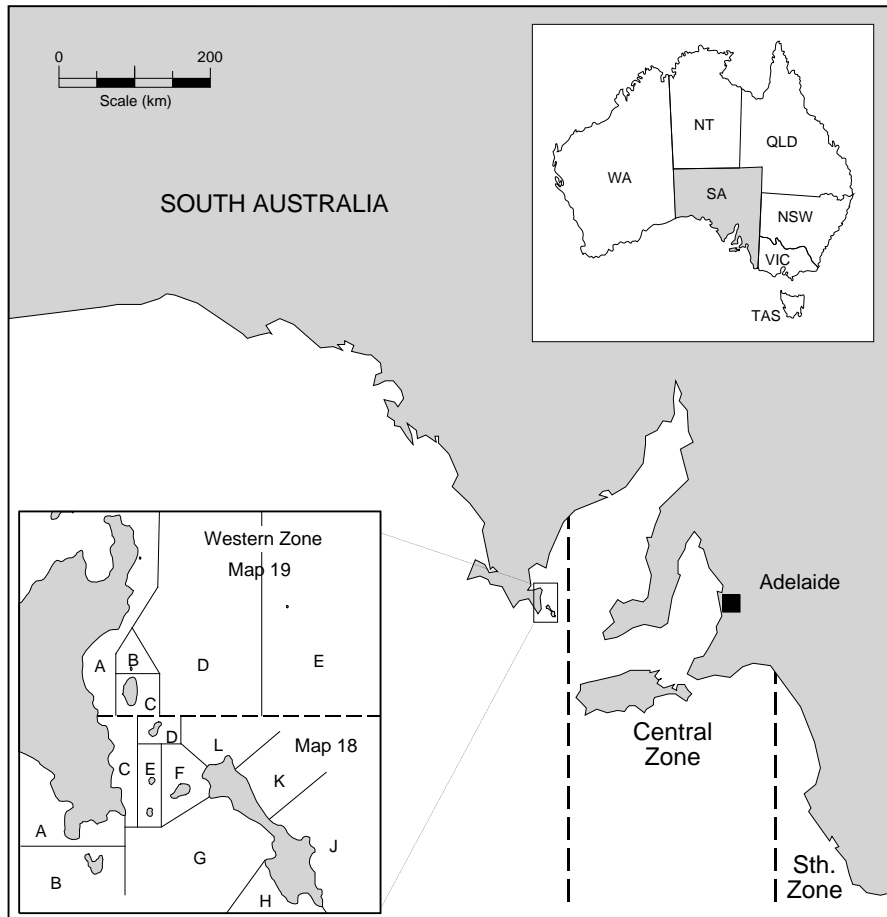 0 200
Scale (km)
SOUTH AUSTRALIA
NT
QLD
WA
SA
NSW
VIC
TAS
Western Zone
Map 19
A
B
C
D
E
Map 18
C
D
E
F
L
K
J
G
H
A
B
Adelaide
Central
Zone
Sth.
Zone